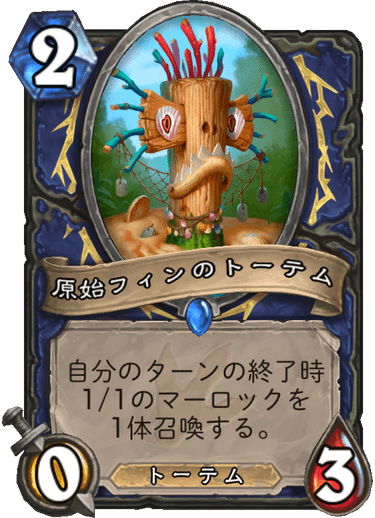 2
原始フィンのトーテム
自分のターンの終了時
1/1のマーロックを
1体召喚する。
0
トーテム
3